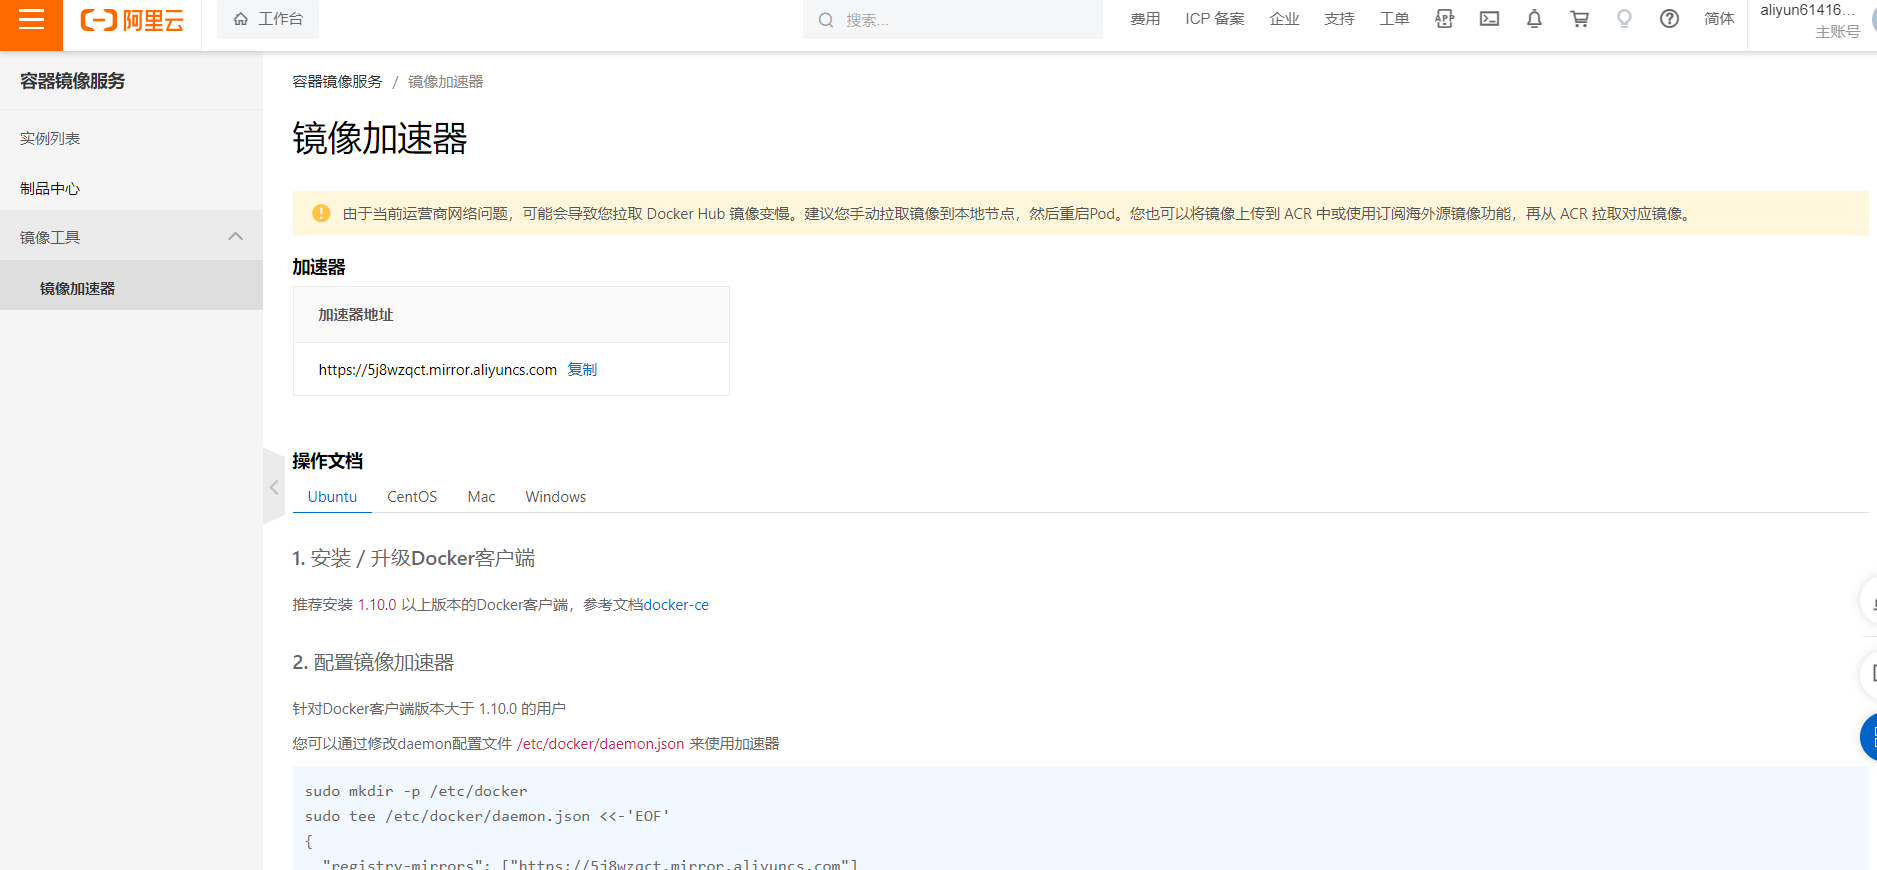 阿里云
工作台
搜索...
费用
ICP 备案
企业
支持
工单
APP
简体
aliyun61416...
主账号
容器镜像服务
实例列表
制品中心
镜像工具
镜像加速器
容器镜像服务 / 镜像加速器
镜像加速器
由于当前运营商网络问题，可能会导致您拉取 Docker Hub 镜像变慢。建议您手动拉取镜像到本地节点，然后重启Pod。您也可以将镜像上传到 ACR 中或使用订阅海外源镜像功能，再从 ACR 拉取对应镜像。
加速器
加速器地址
https://5j8wzqct.mirror.aliyuncs.com 复制
操作文档
Ubuntu CentOS Mac Windows
1. 安装 / 升级Docker客户端
推荐安装 1.10.0 以上版本的Docker客户端，参考文档docker-ce
2. 配置镜像加速器
针对Docker客户端版本大于 1.10.0 的用户
您可以通过修改daemon配置文件 /etc/docker/daemon.json 来使用加速器
sudo mkdir -p /etc/docker
sudo tee /etc/docker/daemon.json <<-'EOF'
{
"registry-mirrors": ["https://5j8wzqct.mirror.aliyuncs.com"]